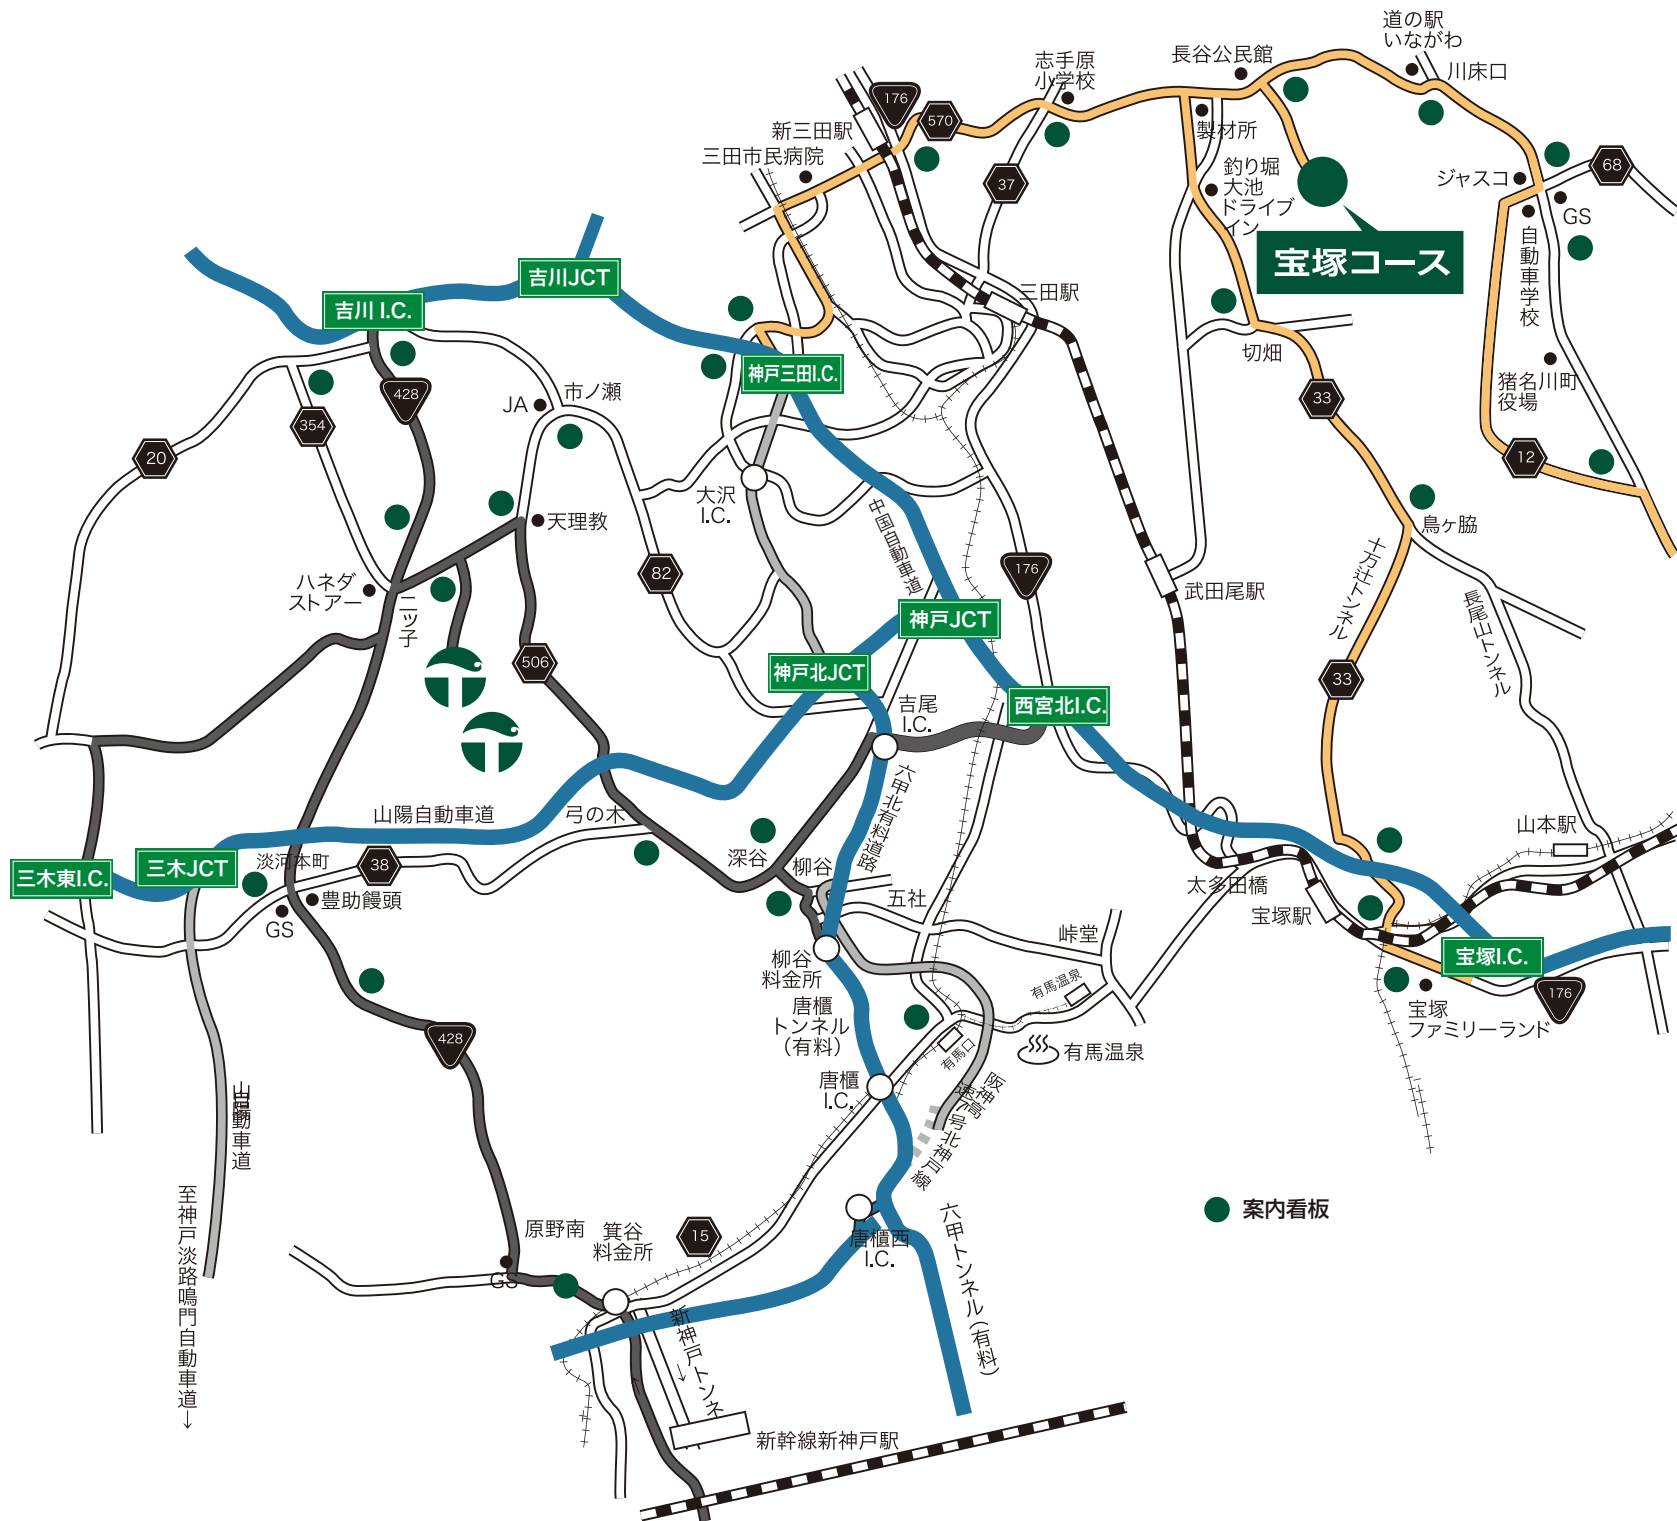 道の駅
いながわ
川床口
長谷公民館
志手原
小学校
176
570
新三田駅
三田市民病院
製材所
釣り堀
大池
ドライブ
イン
37
68
ジャスコ
GS
自動車学校
宝塚コース
吉川JCT
吉川 I.C.
三田駅
切畑
神戸三田I.C.
猪名川町
役場
428
市ノ瀬
JA
354
33
20
12
大沢
I.C.
中国自動車道
天理教
鳥ヶ脇
十万辻トンネル
82
176
ハネダ
ストアー
二ツ子
武田尾駅
長尾山トンネル
神戸JCT
506
神戸北JCT
33
吉尾
I.C.
西宮北I.C.
六甲北有料道路
山陽自動車道
弓の木
山本駅
三木東I.C.
三木JCT
淡河本町
38
豊助饅頭
GS
深谷
柳谷
五社
太多田橋
宝塚駅
峠堂
宝塚I.C.
柳谷
料金所
有馬温泉
176
宝塚
ファミリーランド
唐櫃
トンネル
(有料)
有馬口
有馬温泉
428
唐櫃
I.C.
阪神高
速7号北神戸線
山陽自動車道
至神戸淡路鳴門自動車道→
案内看板
原野南
箕谷
料金所
15
唐櫃西
I.C.
六甲トンネル(有料)
GS
新神戸トンネ
→
新幹線新神戸駅